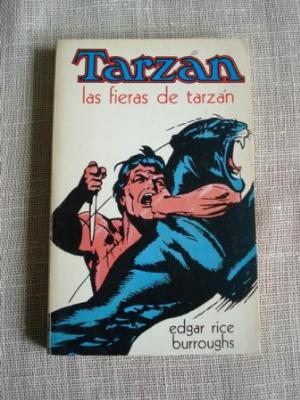 Tarzan
las fieras de tarzán
edgar rice
burroughs